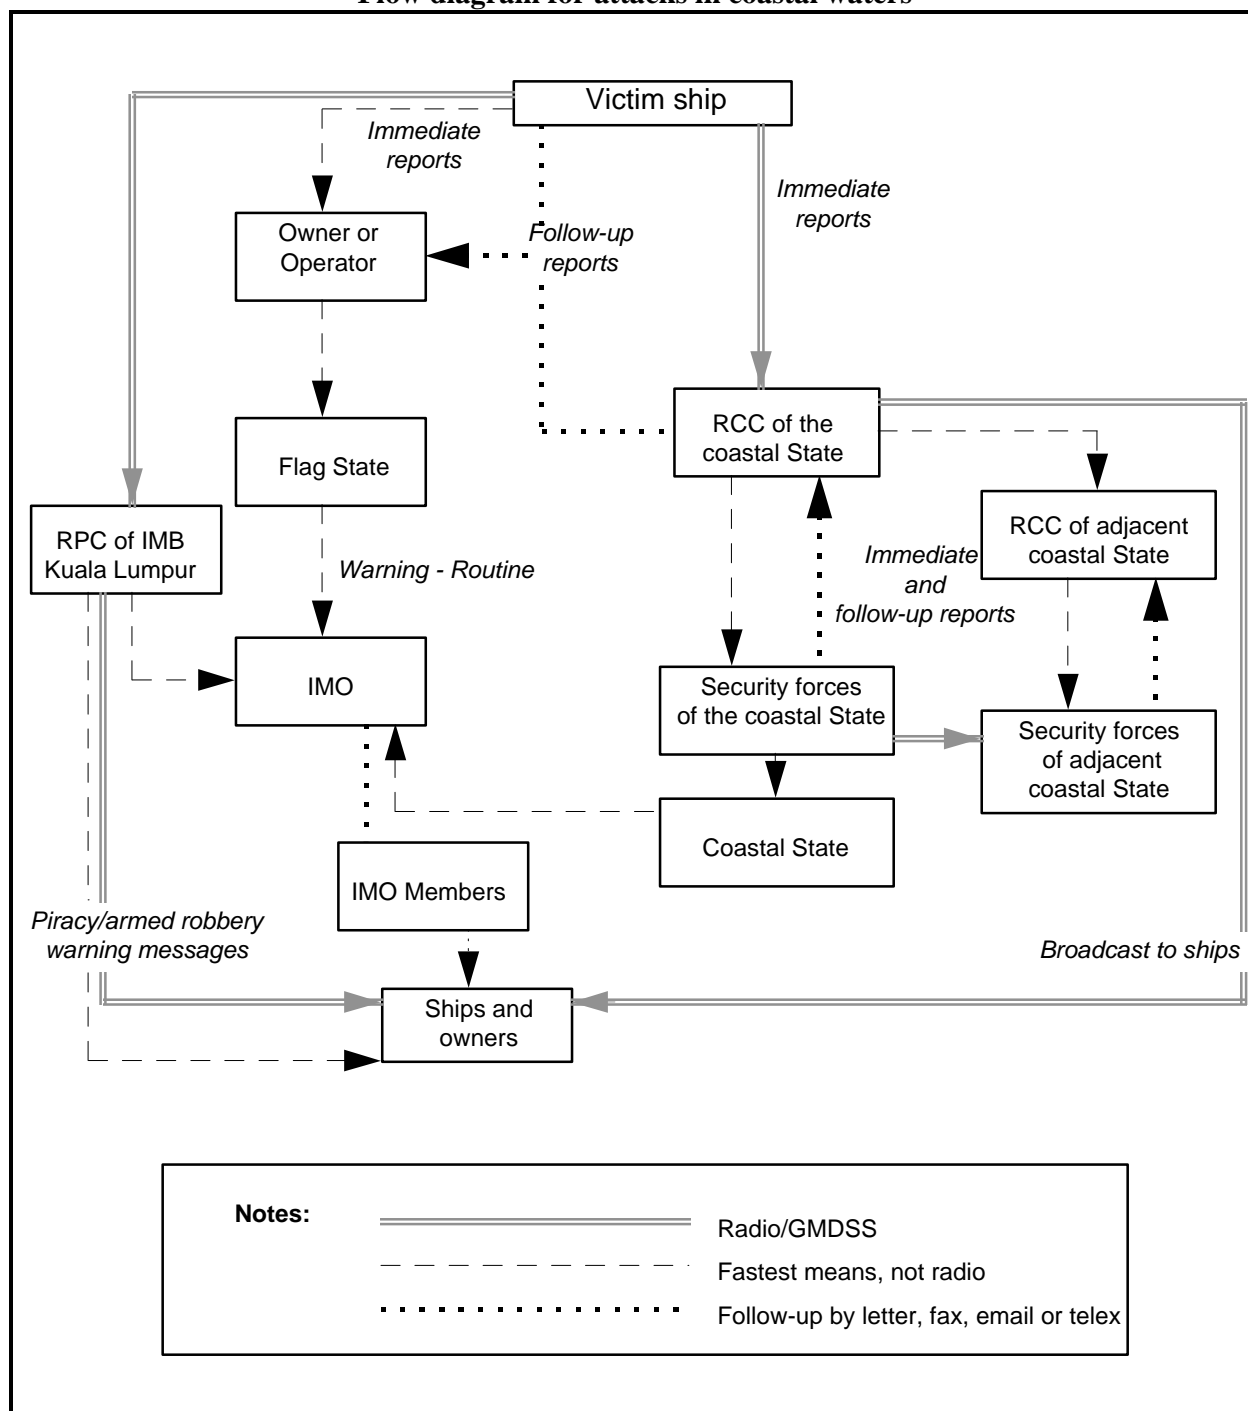 Flow diagram for attacks in coastal waters
Victim ship
Immediate
reports
Immediate
reports
Owner or
Operator
Follow-up
reports
RCC of the
coastal State
Flag State
RPC of IMB
Kuala Lumpur
RCC of adjacent
coastal State
Warning - Routine
Immediate
and
follow-up reports
IMO
Security forces
of the coastal State
Security forces
of adjacent
coastal State
Coastal State
IMO Members
Piracy/armed robbery
warning messages
Broadcast to ships
Ships and
owners
Notes:
Radio/GMDSS
Fastest means, not radio
Follow-up by letter, fax, email or telex